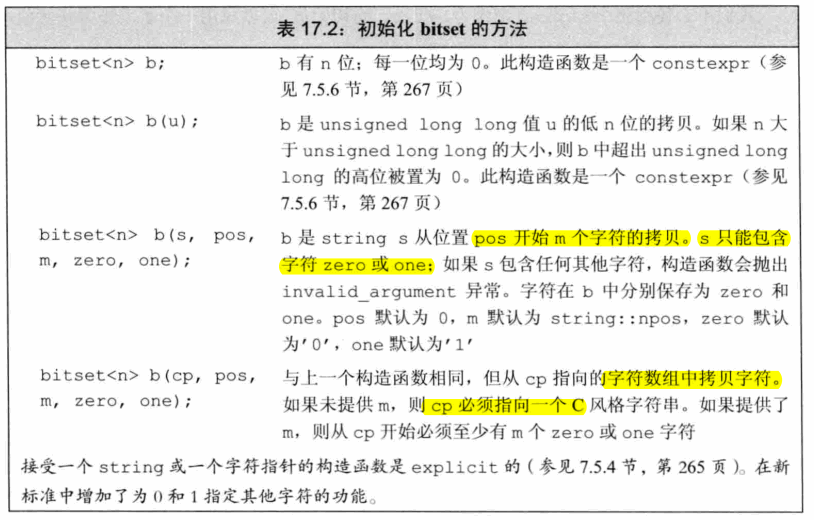 表 17.2：初始化 bitset 的方法
bitset<n> b; b 有 n 位；每一位均为 0。此构造函数是一个 constexpr（参
见 7.5.6 节，第 267 页）
bitset<n> b(u); b 是 unsigned long long 值 u 的低 n 位的拷贝。如果 n 大
于 unsigned long long 的大小,则 b 中超出 unsigned long
long 的高位被置为 0。此构造函数是一个 constexpr（参见
7.5.6 节，第 267 页）
bitset<n> b(s, pos, b 是 string s 从位置 pos 开始 m 个字符的拷贝。s 只能包含
m, zero, one); 字符 zero 或 one；如果 s 包含任何其他字符，构造函数会抛出
invalid_argument 异常。字符在 b 中分别保存为 zero 和
one。pos 默认为 0，m 默认为 string::npos，zero 默认
为'0'，one 默认为'1'
bitset<n> b(cp, pos, 与上一个构造函数相同，但从 cp 指向的字符数组中拷贝字符。
m, zero, one); 如果未提供 m，则 cp 必须指向一个 C 风格字符串。如果提供了
m，则从 cp 开始必须至少有 m 个 zero 或 one 字符
接受一个 string 或一个字符指针的构造函数是 explicit 的（参见 7.5.4 节，第 265 页）。在新
标准中增加了为 0 和 1 指定其他字符的功能。